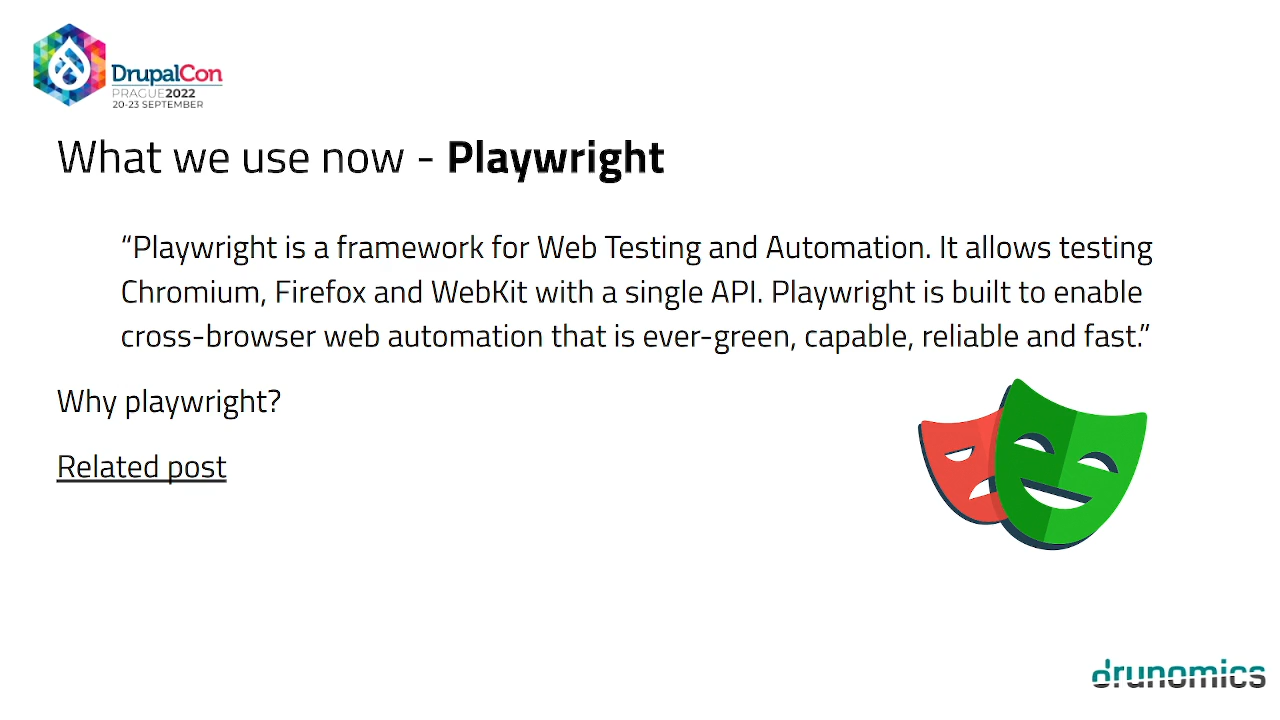 DrupalCon
PRAGUE2022
20-23 SEPTEMBER
What we use now - Playwright
“Playwright is a framework for Web Testing and Automation. It allows testing
Chromium, Firefox and WebKit with a single API. Playwright is built to enable
cross-browser web automation that is ever-green, capable, reliable and fast.”
Why playwright?
Related post
drunomics